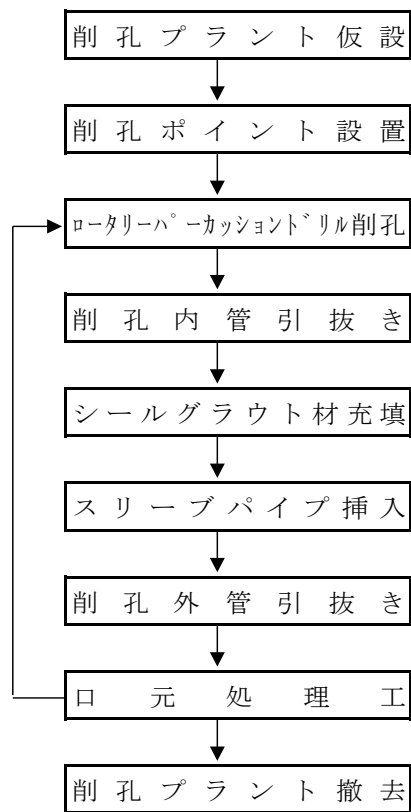 削孔プラント仮設
削孔ポイント設置
ﾛｰﾀﾘｰﾊﾟｰｶｯｼｮﾝﾄﾞﾘﾙ削孔
削孔内管引抜き
シールグラウト材充填
スリーブパイプ挿入
削孔外管引抜き
口元処理工
削孔プラント撤去